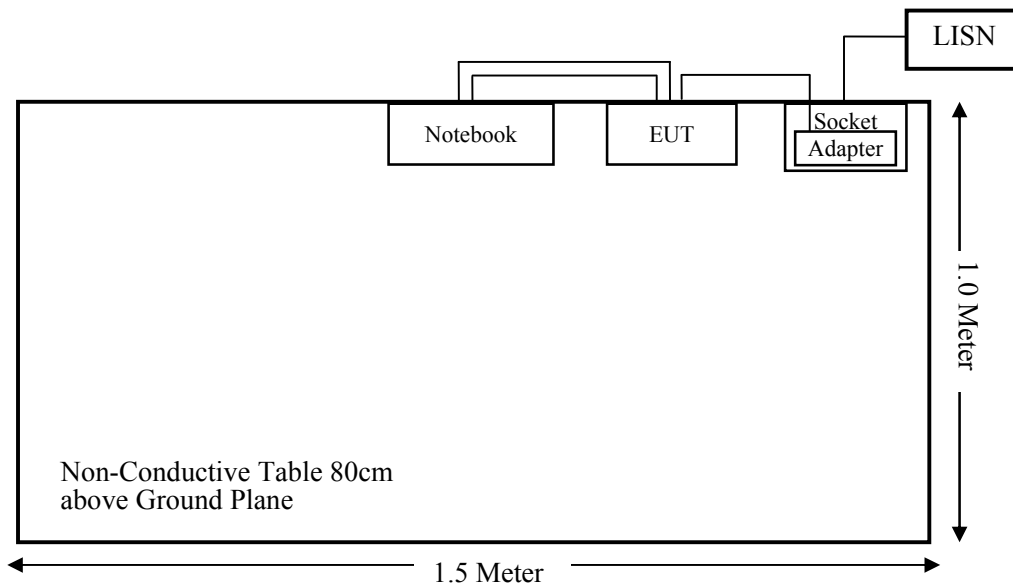 LISN
Notebook
EUT
Socket
Adapter
1.0 Meter
Non-Conductive Table 80cm
above Ground Plane
1.5 Meter